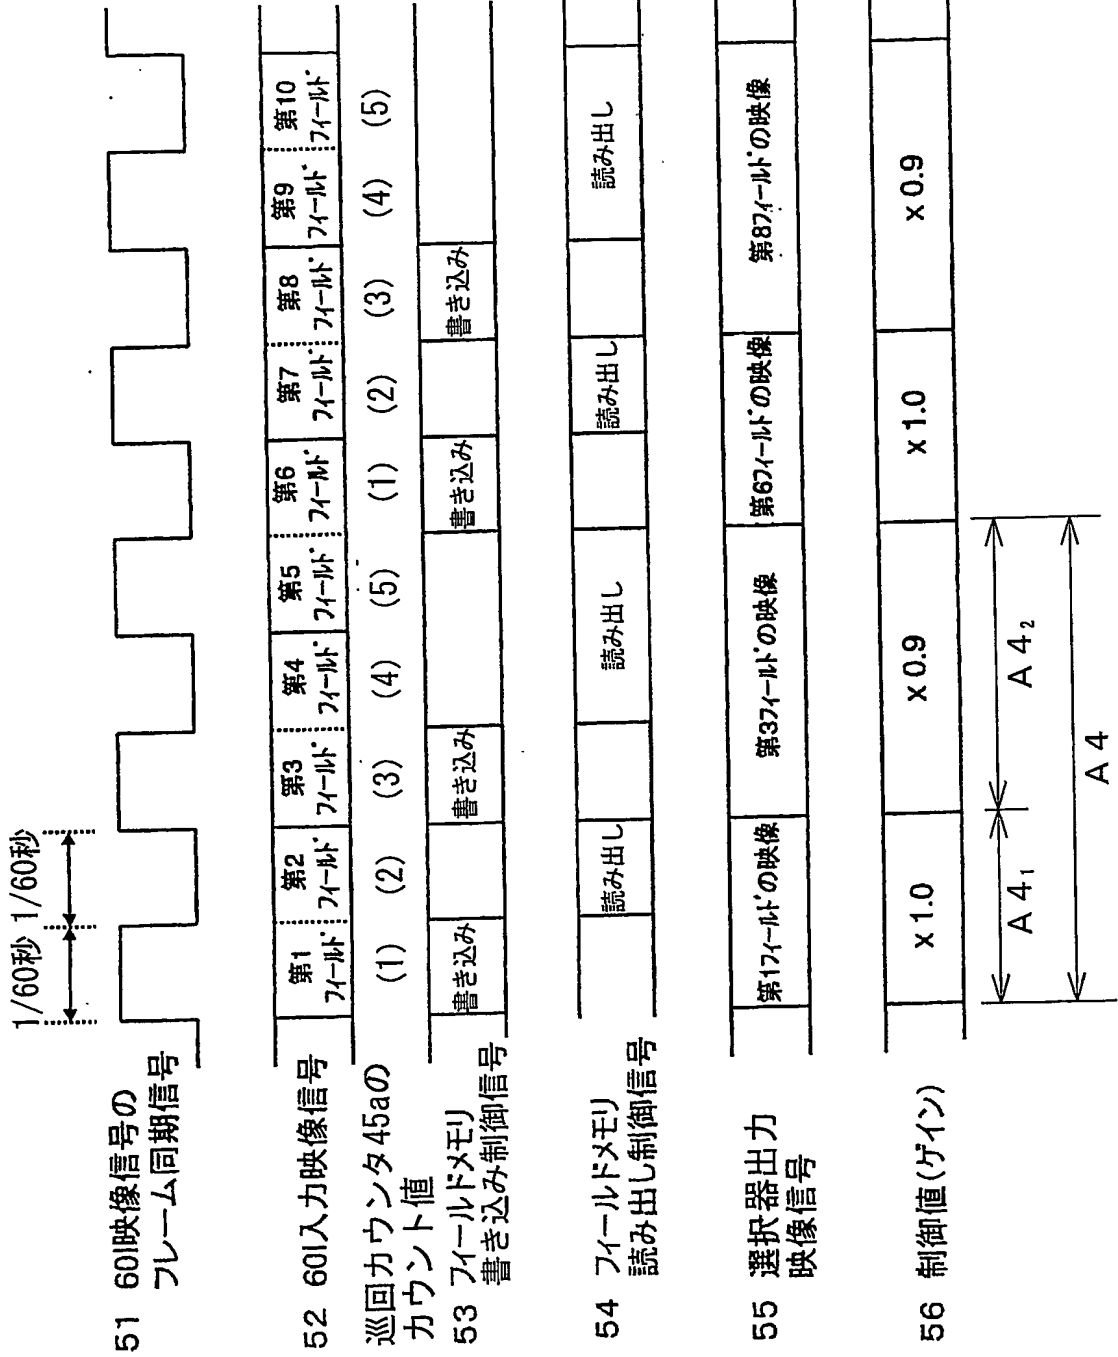 1/60秒 1/60秒
51 60I映像信号の
フレーム同期信号
52 60I入力映像信号
第1
フィールド
第2
フィールド
第3
フィールド
第4
フィールド
第5
フィールド
第6
フィールド
第7
フィールド
第8
フィールド
第9
フィールド
第10
フィールド
巡回カウンタ45aの
カウント値
(1) (2) (3) (4) (5) (1) (2) (3) (4) (5)
53 フィールドメモリ
書き込み制御信号
書き込み 書き込み 書き込み 書き込み
54 フィールドメモリ
読み出し制御信号
読み出し 読み出し 読み出し 読み出し
55 選択器出力
映像信号
第1フィールドの映像 第3フィールドの映像 第6フィールドの映像 第8フィールドの映像
56 制御値(ゲイン)
x 1.0 x 0.9 x 1.0 x 0.9
A 4₁ A 4₂
A 4